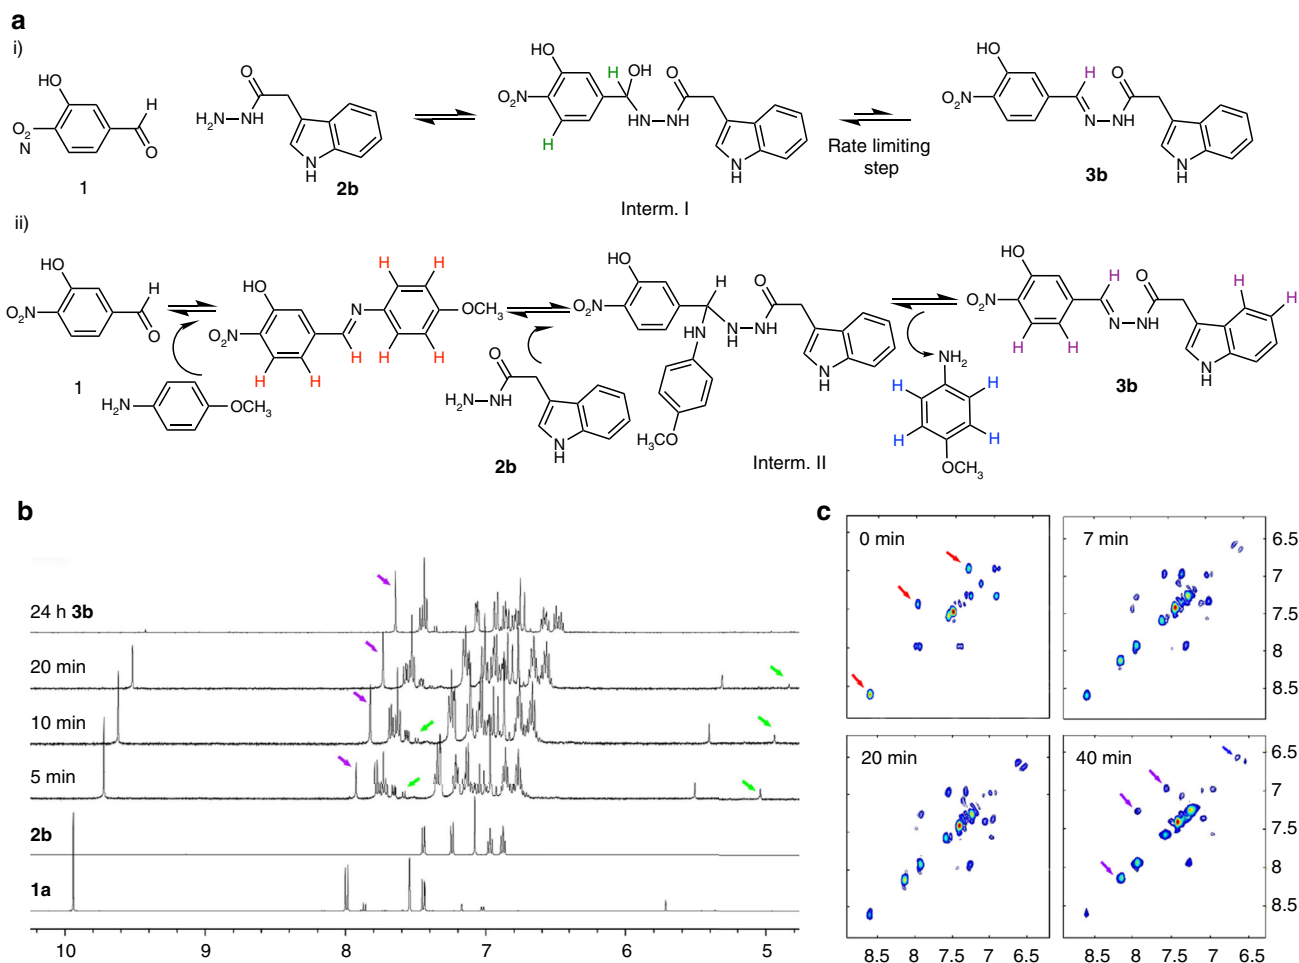 a
i)
HO
O2
N
H
O
1
H2N
NH
O
N
H
2b
HO
O2N
H
H
OH
HN
NH
O
N
H
Interm. I
Rate limiting
step
HO
O2N
H
N
NH
O
N
H
3b
ii)
HO
O2N
H
O
1
H2N
OCH3
HO
O2N
H
H
H
N
H
H
H
H
OCH3
H2N
NH
O
N
H
2b
HO
O2N
H
HN
N
H
NH
O
N
H
H3CO
Interm. II
NH2
H
H
H
H
OCH3
HO
O2N
H
H
H
N
NH
O
H
H
N
H
3b
b
24 h 3b
20 min
10 min
5 min
2b
1a
10 9 8 7 6 5
c
0 min
7 min
6.5
7
7.5
8
8.5
20 min
40 min
6.5
7
7.5
8
8.5
8.5 8 7.5 7 6.5
8.5 8 7.5 7 6.5